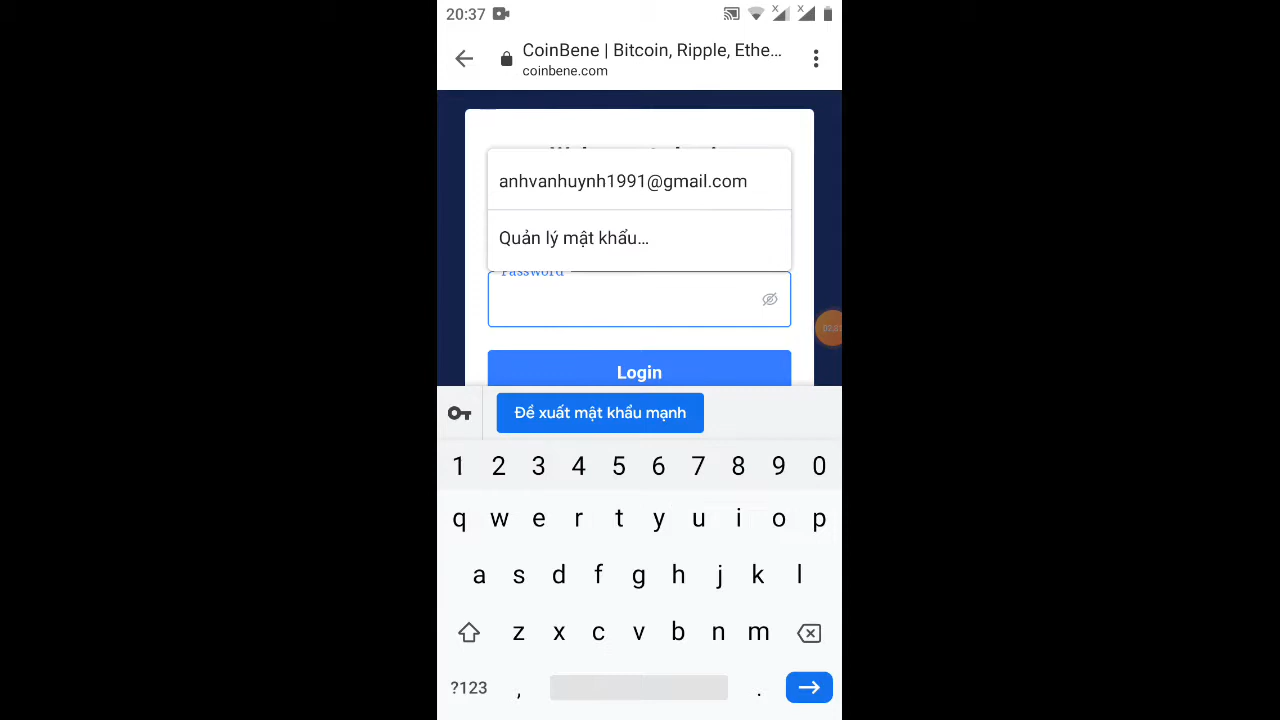 20:37
CoinBene | Bitcoin, Ripple, Ethe...
coinbene.com
anhvanhuynh1991@gmail.com
Quản lý mật khẩu...
Password
Login
Đề xuất mật khẩu mạnh
1 2 3 4 5 6 7 8 9 0
q w e r t y u i o p
a s d f g h j k l
z x c v b n m
?123 , .